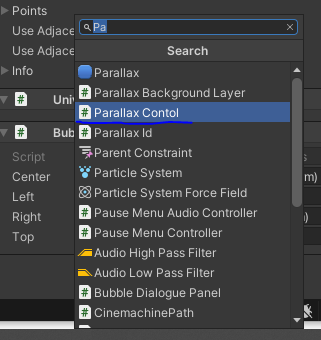 Points
Pa
Use Adjace
Search
Use Adjace
Parallax
Info
Parallax Background Layer
# Uni
Parallax Contol
# Bub
Parallax Id
Script
Parent Constraint
Center
m)
Particle System
Left
Particle System Force Field
Right
Pause Menu Audio Controller
Top
Pause Menu Controller
Audio High Pass Filter
Audio Low Pass Filter
Bubble Dialogue Panel
CinemachinePath